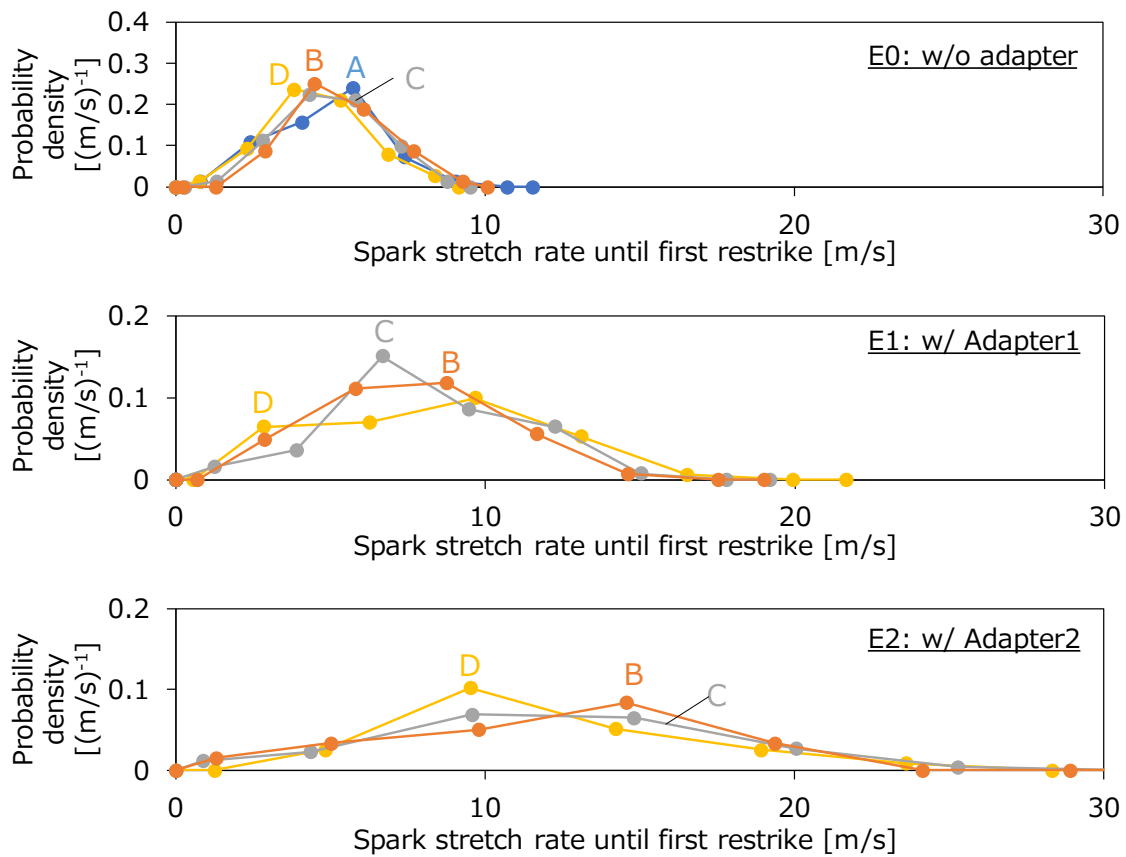 Probability
density
[(m/s)⁻¹]
0.4
0.3
0.2
0.1
0
D
B
A
C
E0: w/o adapter
0
10
20
30
Spark stretch rate until first restrike [m/s]
Probability
density
[(m/s)⁻¹]
0.2
0.1
0
D
C
B
E1: w/ Adapter1
0
10
20
30
Spark stretch rate until first restrike [m/s]
Probability
density
[(m/s)⁻¹]
0.2
0.1
0
D
B
C
E2: w/ Adapter2
0
10
20
30
Spark stretch rate until first restrike [m/s]